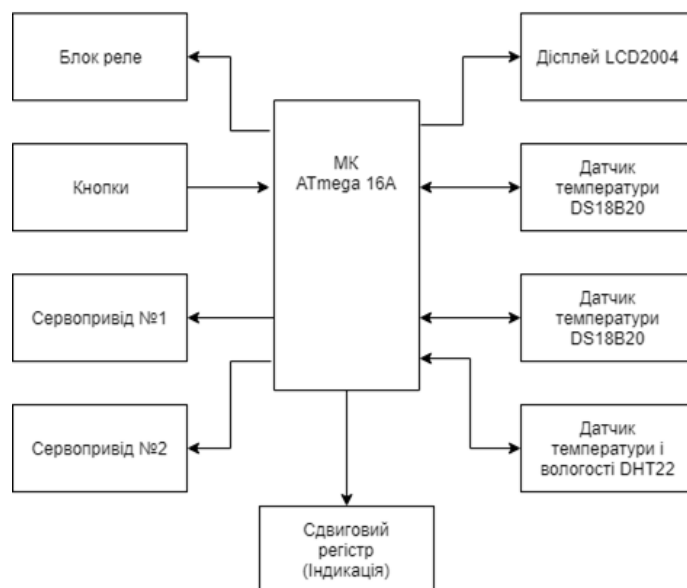 Блок реле
Дісплей LCD2004
МК
ATmega 16A
Кнопки
Датчик
температури
DS18B20
Сервопривід №1
Датчик
температури
DS18B20
Сервопривід №2
Датчик
температури і
вологості DHT22
Сдвиговий
регістр
(Індикація)